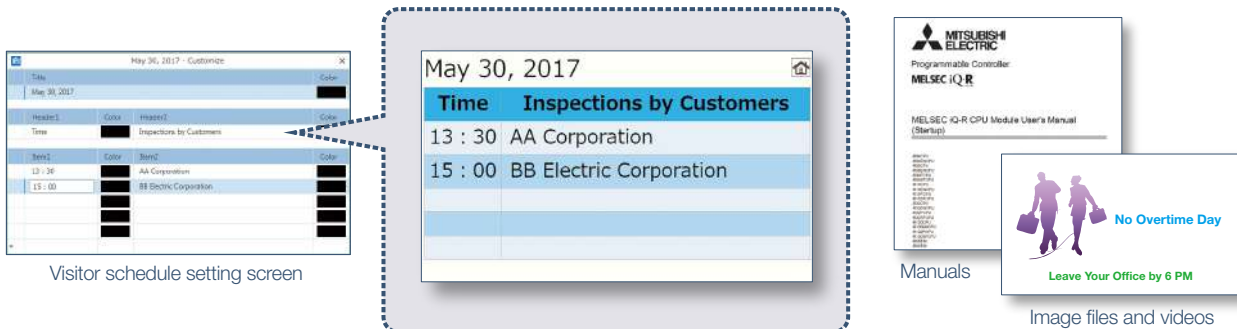 May 30, 2017 - Customize
Title Color
May 30, 2017
Header1 Color Header2 Color
Time Inspections by Customers
Item1 Color Item2 Color
13 : 30 AA Corporation
15 : 00 BB Electric Corporation
Visitor schedule setting screen
May 30, 2017
Time Inspections by Customers
13 : 30 AA Corporation
15 : 00 BB Electric Corporation
MITSUBISHI
ELECTRIC
Programmable Controller
MELSEC iQ-R
MELSEC iQ-R CPU Module User's Manual
(Startup)
Manuals
No Overtime Day
Leave Your Office by 6 PM
Image files and videos